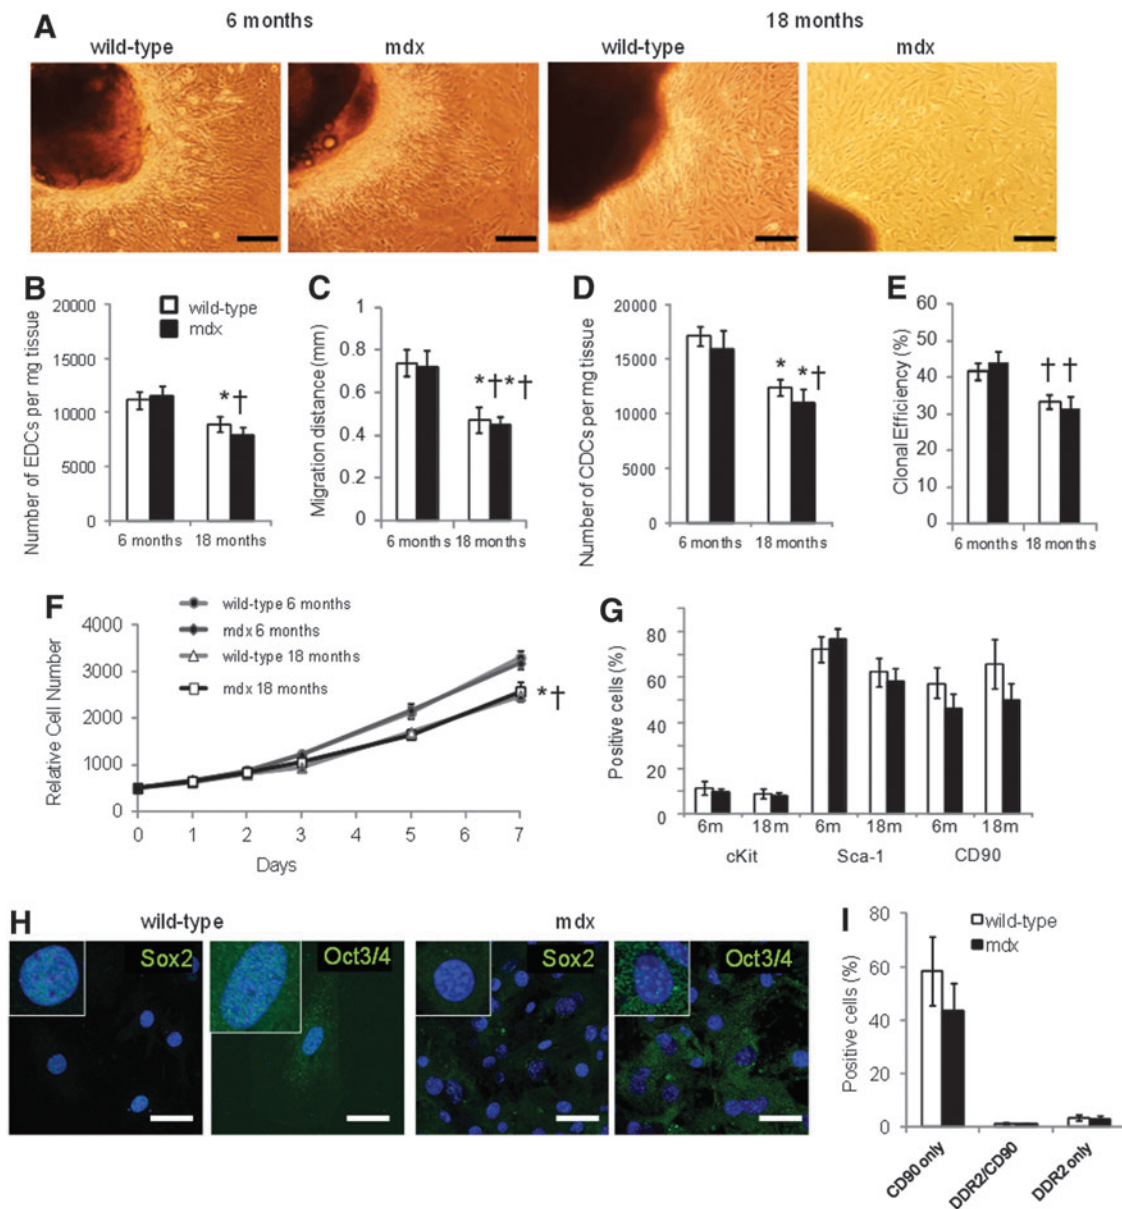 A
6 months
18 months
wild-type
mdx
wild-type
mdx
B
Number of EDCs per mg tissue
20000
15000
10000
5000
0
wild-type
mdx
*†
6 months
18 months
C
Migration distance (mm)
1
0.8
0.6
0.4
0.2
0
*†*†
6 months 18 months
D
Number of CDCs per mg tissue
20000
15000
10000
5000
0
* *†
6 months
18 months
E
Clonal Efficiency (%)
60
50
40
30
20
10
0
† †
6 months 18 months
F
Relative Cell Number
4000
3000
2000
1000
0
wild-type 6 months
mdx 6 months
wild-type 18 months
mdx 18 months
*†
0 1 2 3 4 5 6 7
Days
G
Positive cells (%)
80
60
40
20
0
6m 18m 6m 18m 6m 18m
cKit Sca-1 CD90
H
wild-type
mdx
Sox2
Oct3/4
Sox2
Oct3/4
I
Positive cells (%)
80
60
40
20
0
wild-type
mdx
CD90 only
DDR2/CD90
DDR2 only